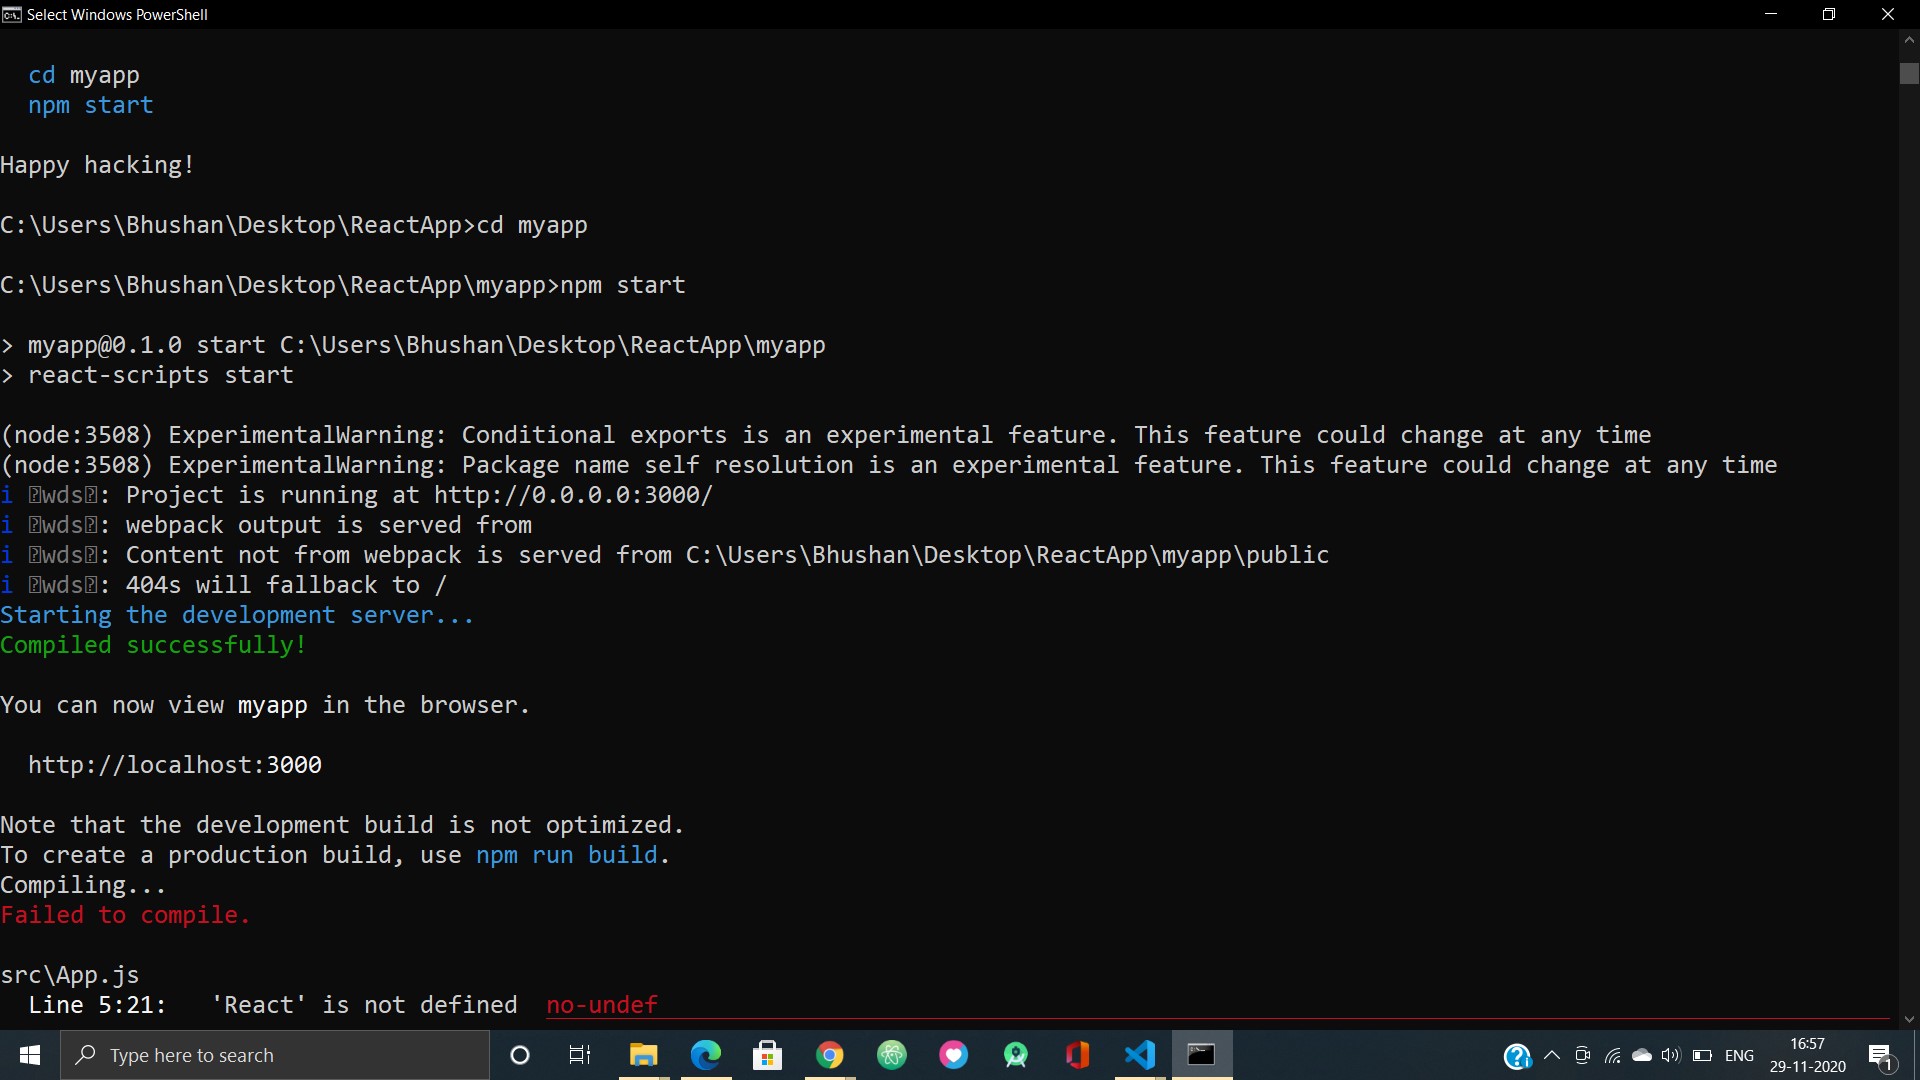 Select Windows PowerShell
cd myapp
npm start
Happy hacking!
C:\Users\Bhushan\Desktop\ReactApp>cd myapp
C:\Users\Bhushan\Desktop\ReactApp\myapp>npm start
> myapp@0.1.0 start C:\Users\Bhushan\Desktop\ReactApp\myapp
> react-scripts start
(node:3508) ExperimentalWarning: Conditional exports is an experimental feature. This feature could change at any time
(node:3508) ExperimentalWarning: Package name self resolution is an experimental feature. This feature could change at any time
i ⍰wds⍰: Project is running at http://0.0.0.0:3000/
i ⍰wds⍰: webpack output is served from
i ⍰wds⍰: Content not from webpack is served from C:\Users\Bhushan\Desktop\ReactApp\myapp\public
i ⍰wds⍰: 404s will fallback to /
Starting the development server...
Compiled successfully!
You can now view myapp in the browser.
http://localhost:3000
Note that the development build is not optimized.
To create a production build, use npm run build.
Compiling...
Failed to compile.
src\App.js
Line 5:21: 'React' is not defined no-undef
Type here to search
ENG
16:57
29-11-2020
1